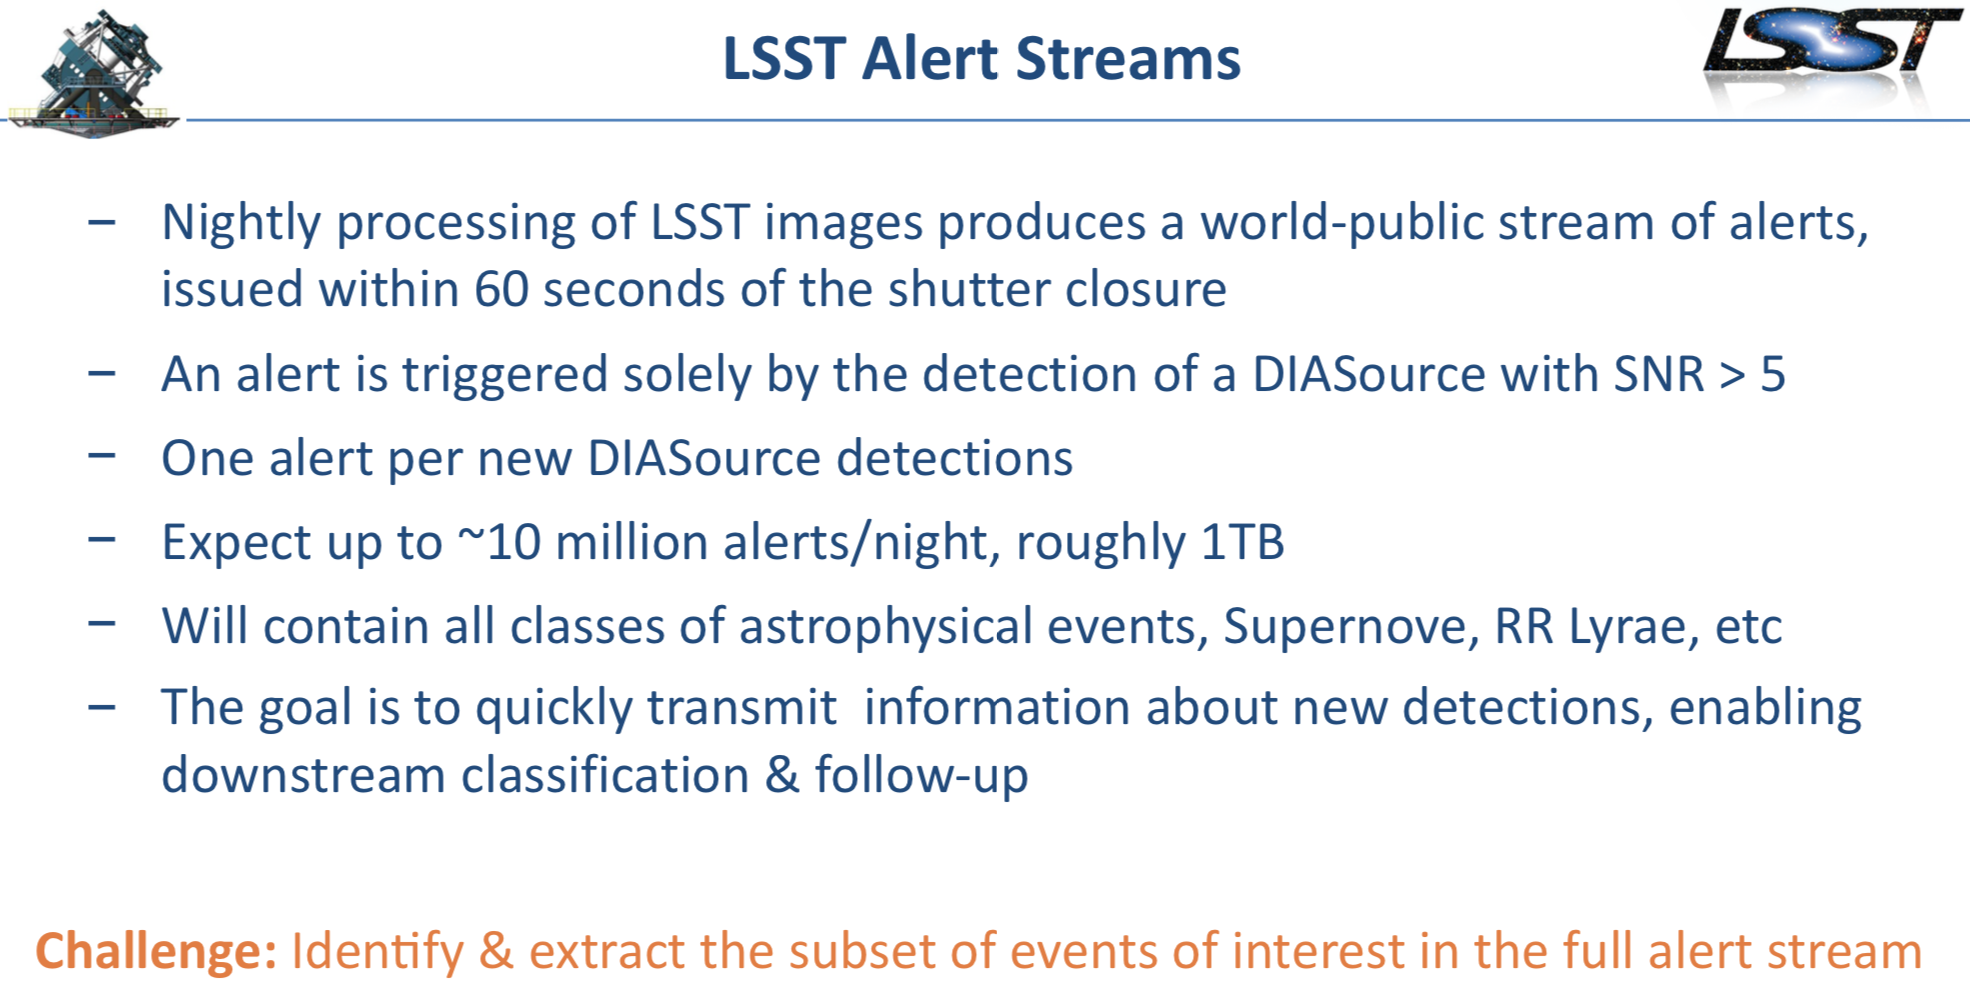 LSST Alert Streams
LSST
– Nightly processing of LSST images produces a world-public stream of alerts,
issued within 60 seconds of the shutter closure
– An alert is triggered solely by the detection of a DIASource with SNR > 5
– One alert per new DIASource detections
– Expect up to ~10 million alerts/night, roughly 1TB
– Will contain all classes of astrophysical events, Supernove, RR Lyrae, etc
– The goal is to quickly transmit  information about new detections, enabling
downstream classification & follow-up
Challenge: Identify & extract the subset of events of interest in the full alert stream